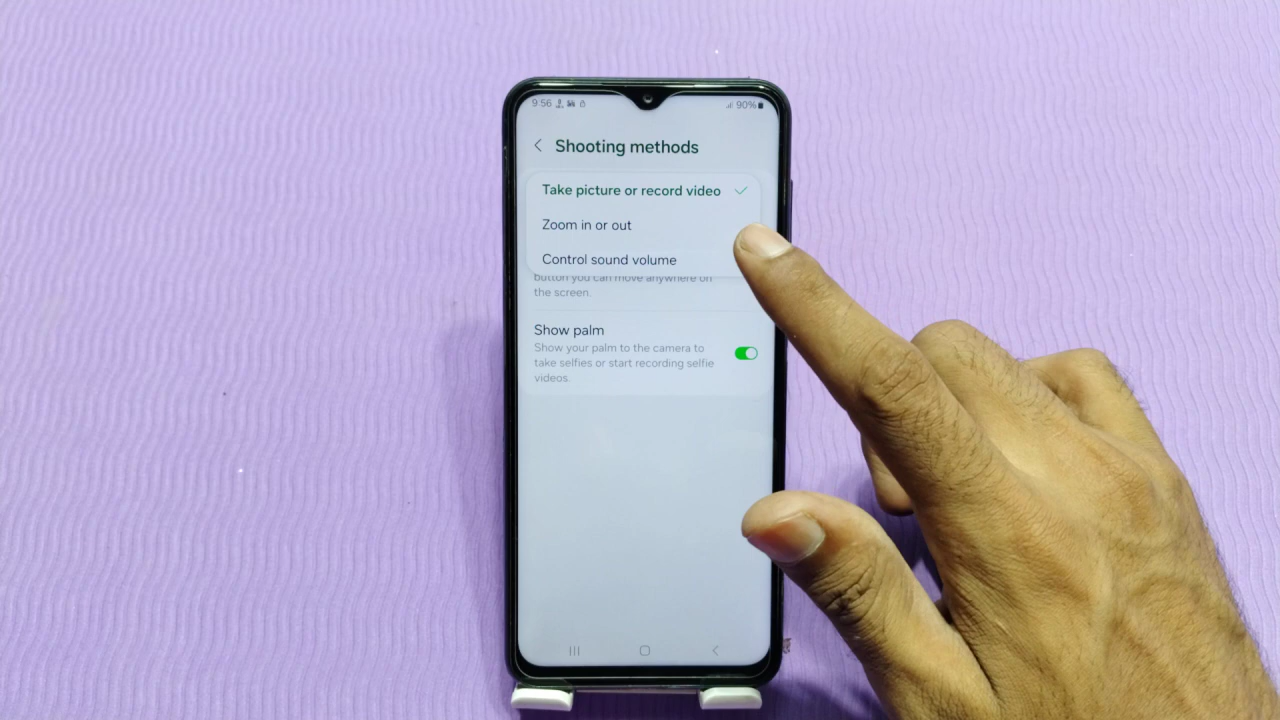 9:56
90%
Shooting methods
Take picture or record video
Zoom in or out
Control sound volume
button you can move anywhere on
the screen.
Show palm
Show your palm to the camera to
take selfies or start recording selfie
videos.